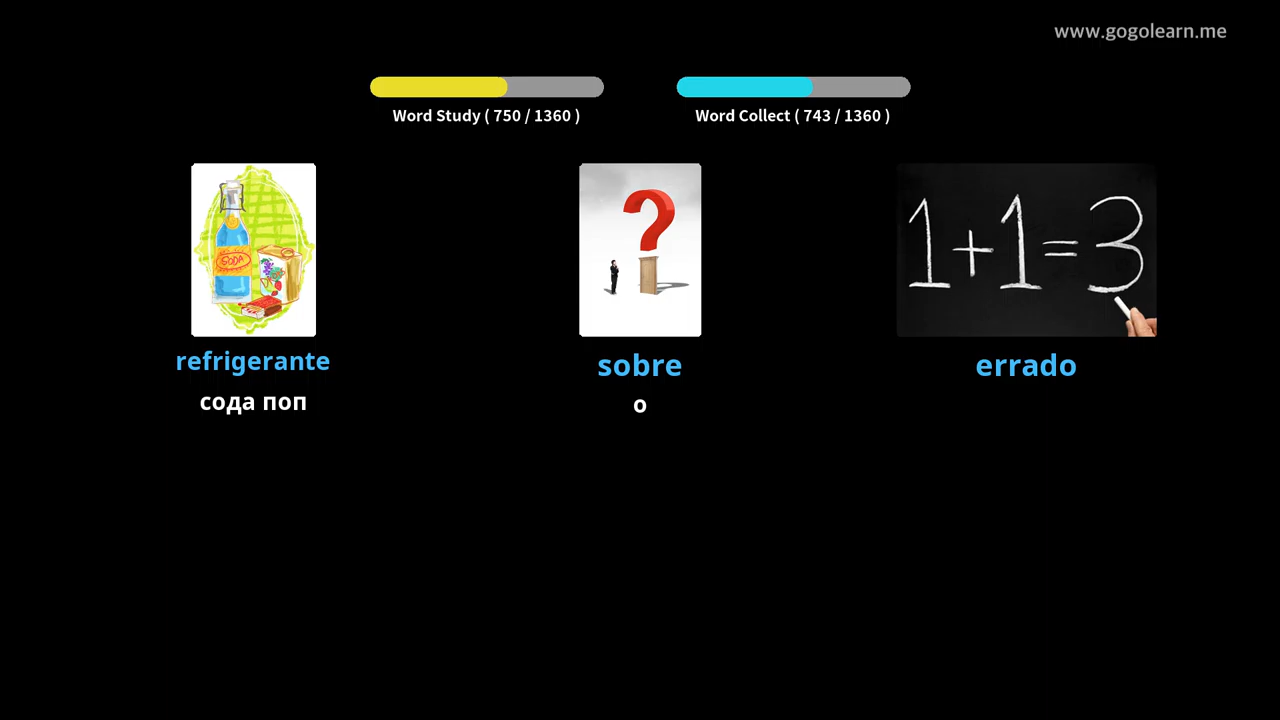 www.gogolearn.me
Word Study ( 750 / 1360 )
Word Collect ( 743 / 1360 )
SODA
1+1=3
refrigerante
sobre
errado
сода поп
о